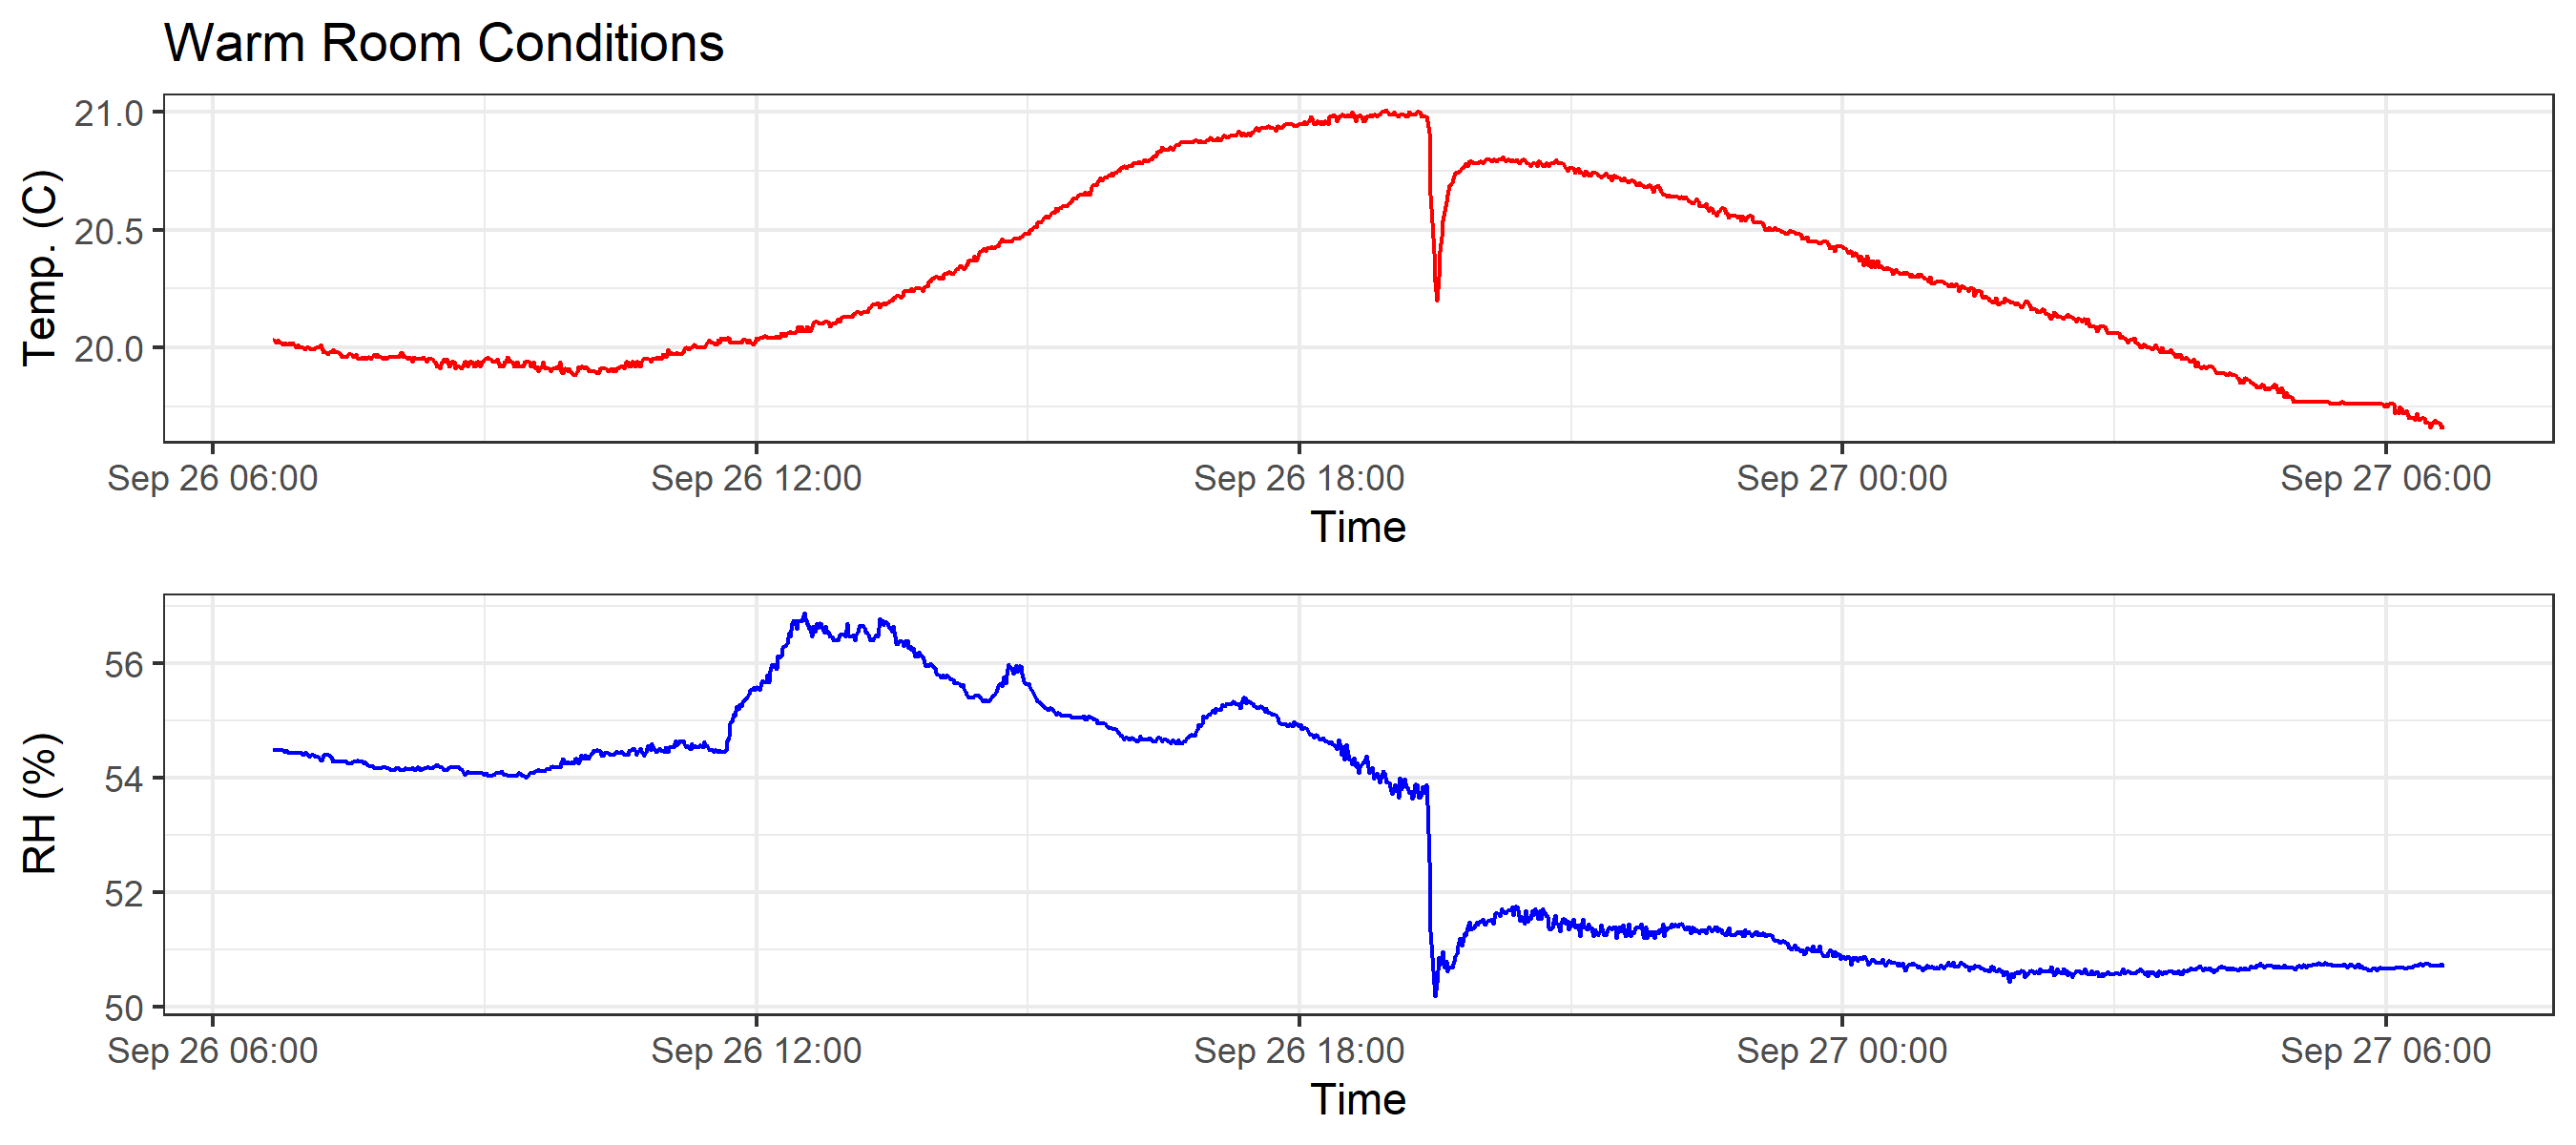 Warm Room Conditions
Temp. (C)
21.0
20.5
20.0
Sep 26 06:00 Sep 26 12:00 Sep 26 18:00 Sep 27 00:00 Sep 27 06:00
Time
RH (%)
56
54
52
50
Sep 26 06:00 Sep 26 12:00 Sep 26 18:00 Sep 27 00:00 Sep 27 06:00
Time